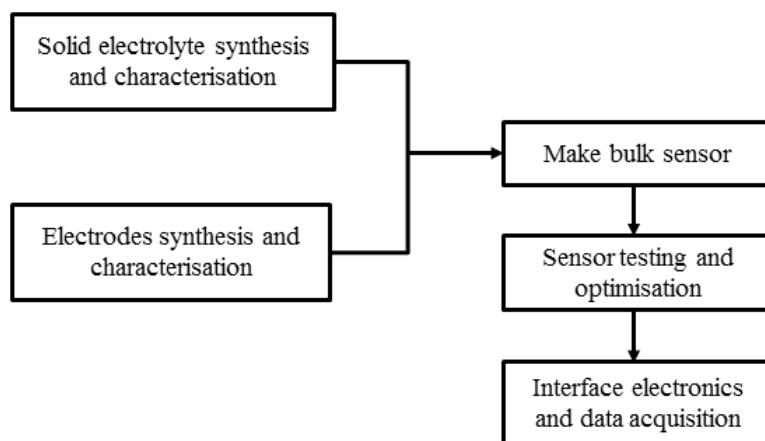 Solid electrolyte synthesis
and characterisation
Electrodes synthesis and
characterisation
Make bulk sensor
Sensor testing and
optimisation
Interface electronics
and data acquisition